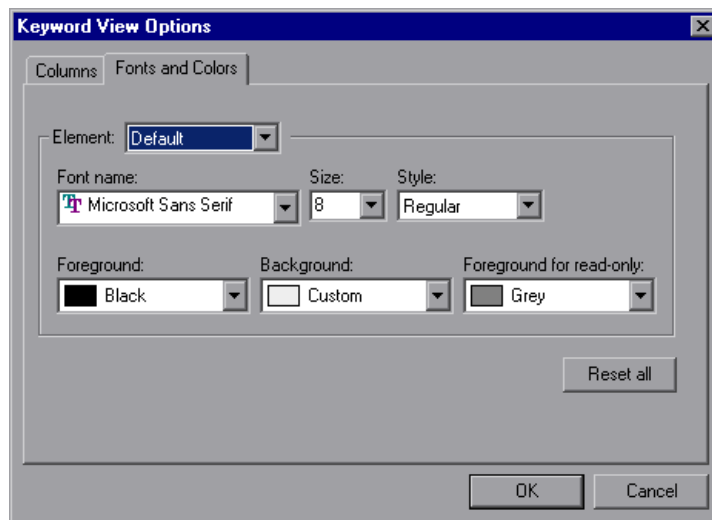 Keyword View Options
Columns Fonts and Colors
Element: Default
Font name: Size: Style:
Microsoft Sans Serif 8 Regular
Foreground: Background: Foreground for read-only:
Black Custom Grey
Reset all
OK Cancel